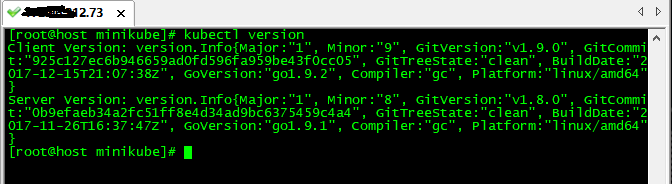 12.73
[root@host minikube]# kubectl version
Client Version: version.Info{Major:"1", Minor:"9", GitVersion:"v1.9.0", GitCommi
t:"925c127ec6b946659ad0fd596fa959be43f0cc05", GitTreeState:"clean", BuildDate:"2
017-12-15T21:07:38Z", GoVersion:"go1.9.2", Compiler:"gc", Platform:"linux/amd64"
}
Server Version: version.Info{Major:"1", Minor:"8", GitVersion:"v1.8.0", GitCommi
t:"0b9efaeb34a2fc51ff8e4d34ad9bc6375459c4a4", GitTreeState:"clean", BuildDate:"2
017-11-26T16:37:47Z", GoVersion:"go1.9.1", Compiler:"gc", Platform:"linux/amd64"
}
[root@host minikube]#